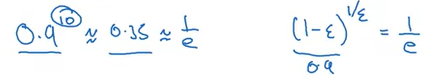 0.9^10 ≈ 0.35 ≈ 1/e
(1-ε)^1/ε = 1/e
0.9